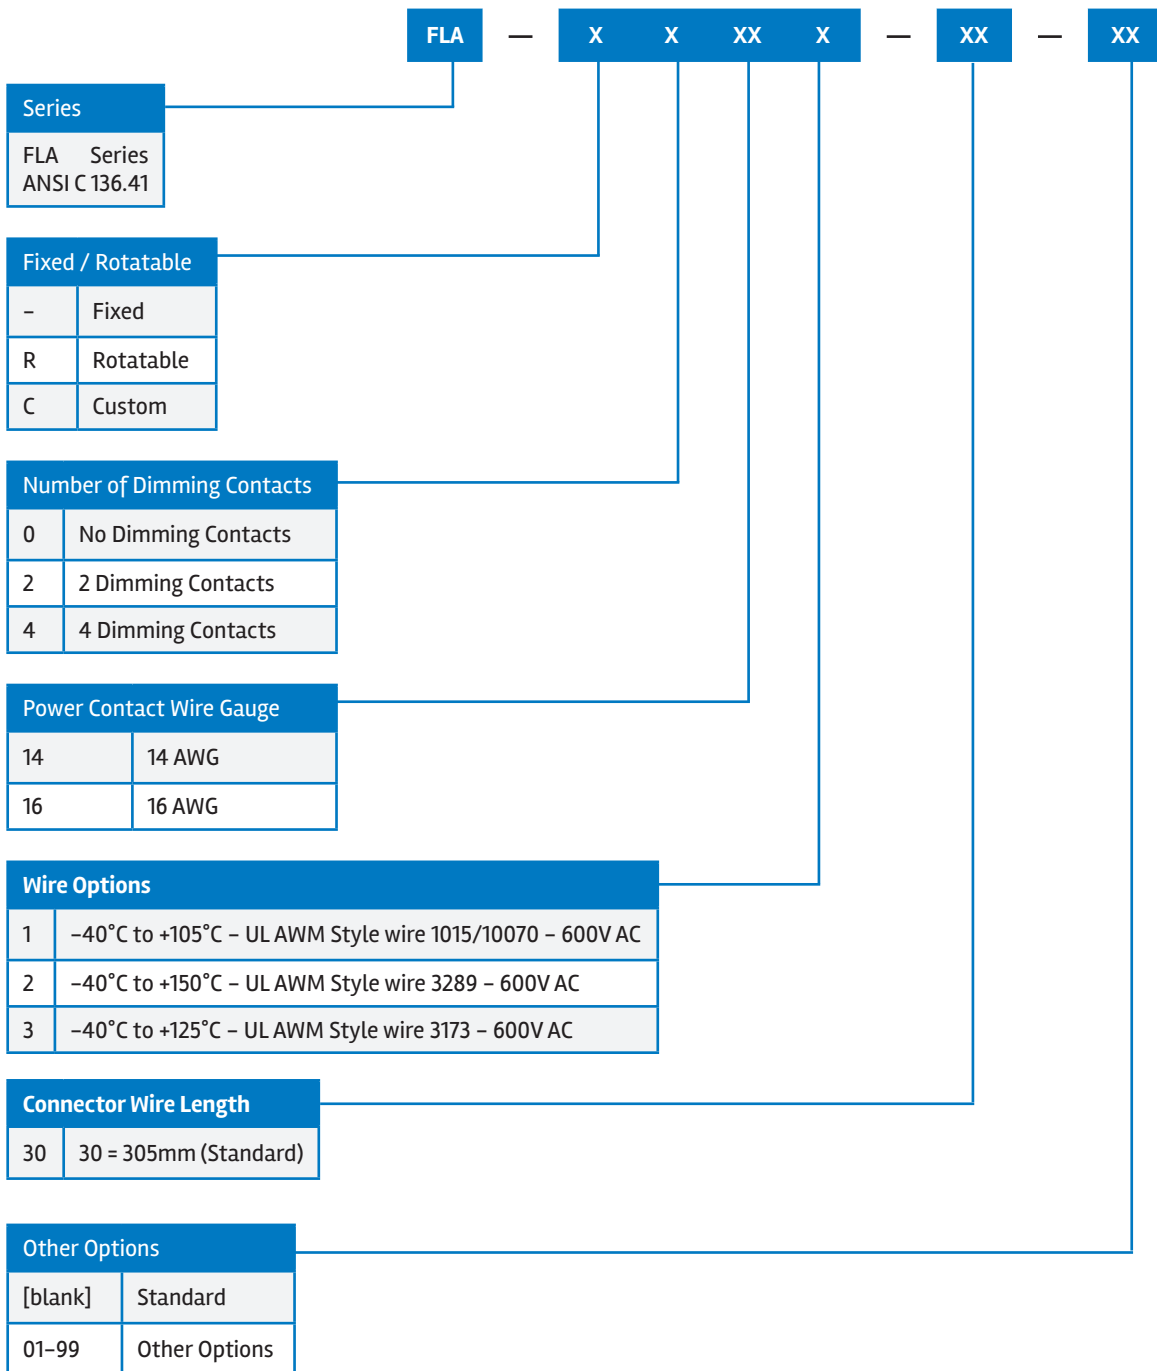 FLA — X X XX X — XX — XX
Series
FLA Series
ANSI C 136.41
Fixed / Rotatable
– Fixed
R Rotatable
C Custom
Number of Dimming Contacts
0 No Dimming Contacts
2 2 Dimming Contacts
4 4 Dimming Contacts
Power Contact Wire Gauge
14 14 AWG
16 16 AWG
Wire Options
1 –40°C to +105°C – UL AWM Style wire 1015/10070 – 600V AC
2 –40°C to +150°C – UL AWM Style wire 3289 – 600V AC
3 –40°C to +125°C – UL AWM Style wire 3173 – 600V AC
Connector Wire Length
30 30 = 305mm (Standard)
Other Options
[blank] Standard
01–99 Other Options